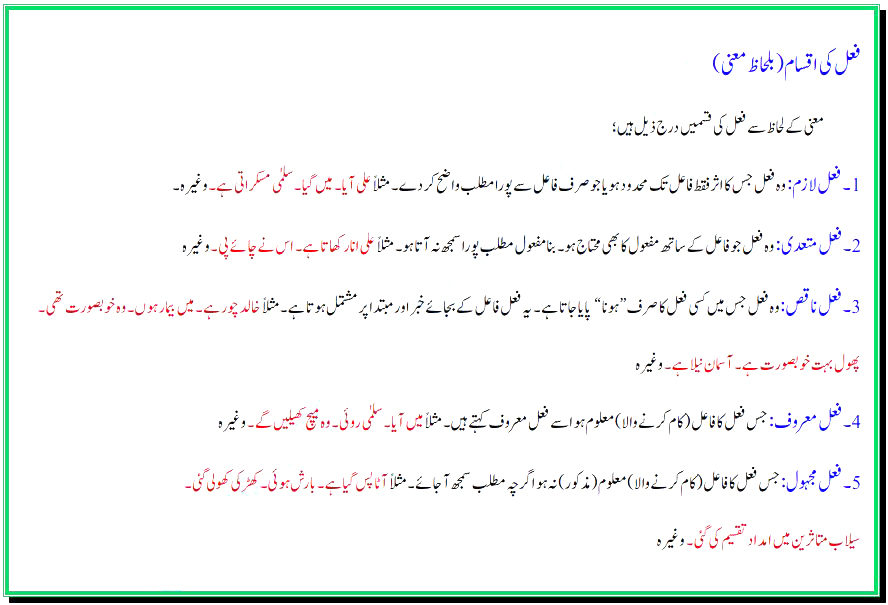 فعل کی اقسام (بلحاظ معنی)
معنی کے لحاظ سے فعل کی قسمیں درج ذیل ہیں؛
1۔ فعل لازم: وہ فعل جس کا اثر فقط فاعل تک محدود ہو یا جو صرف فاعل سے پورا مطلب واضح کر دے۔ مثلاً علی آیا۔ میں گیا۔ سلمٰی مسکراتی ہے۔ وغیرہ۔
2۔ فعل متعدی: وہ فعل جو فاعل کے ساتھ مفعول کا بھی محتاج ہو۔ بنا مفعول مطلب پورا سمجھ نہ آتا ہو۔ مثلاً علی انار کھاتا ہے۔ اس نے چائے پی۔ وغیرہ
3۔ فعل ناقص: وہ فعل جس میں کسی فعل کا صرف ”ہونا“ پایا جاتا ہے۔ یہ فعل فاعل کے بجائے خبر اور مبتدا پر مشتمل ہوتا ہے۔ مثلاً خالد چور ہے۔ میں بیمار ہوں۔ وہ خوبصورت تھی۔
پھول بہت خوبصورت ہے۔ آسمان نیلا ہے۔ وغیرہ
4۔ فعل معروف: جس فعل کا فاعل (کام کرنے والا) معلوم ہو اسے فعل معروف کہتے ہیں۔ مثلاً میں آیا۔ سلمٰی روئی۔ وہ میچ کھیلیں گے۔ وغیرہ
5۔ فعل مجہول: جس فعل کا فاعل (کام کرنے والا) معلوم (مذکور) نہ ہو اگرچہ مطلب سمجھ آ جائے۔ مثلاً آٹا پس گیا ہے۔ بارش ہوئی۔ کھڑکی کھولی گئی۔
سیلاب متاثرین میں امداد تقسیم کی گئی۔ وغیرہ